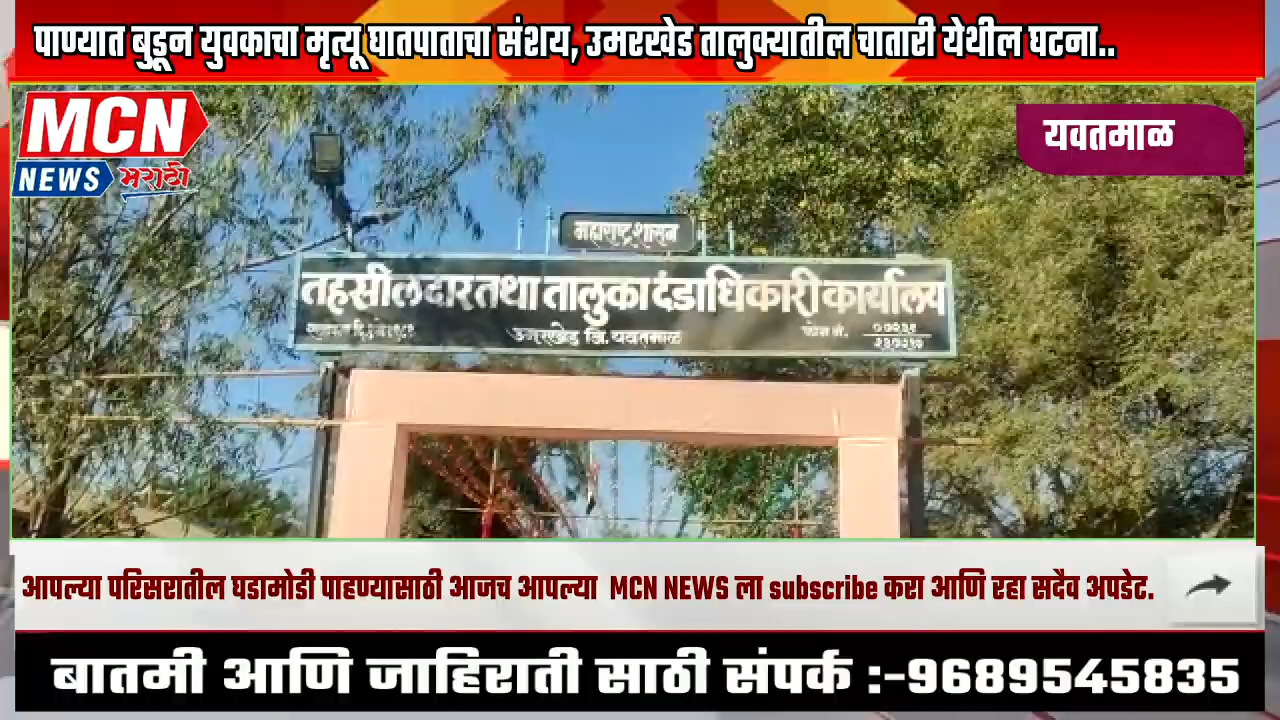 पाण्यात बुडून युवकाचा मृत्यू घातपाताचा संशय, उमरखेड तालुक्यातील चातारी येथील घटना..
MCN
NEWS मराठी
यवतमाळ
महाराष्ट्र शासन
तहसीलदार तथा तालुका दंडाधिकारी कार्यालय
उमरखेड जि. यवतमाळ
आपल्या परिसरातील घडामोडी पाहण्यासाठी आजच आपल्या MCN NEWS ला subscribe करा आणि रहा सदैव अपडेट.
बातमी आणि जाहिराती साठी संपर्क :-9689545835